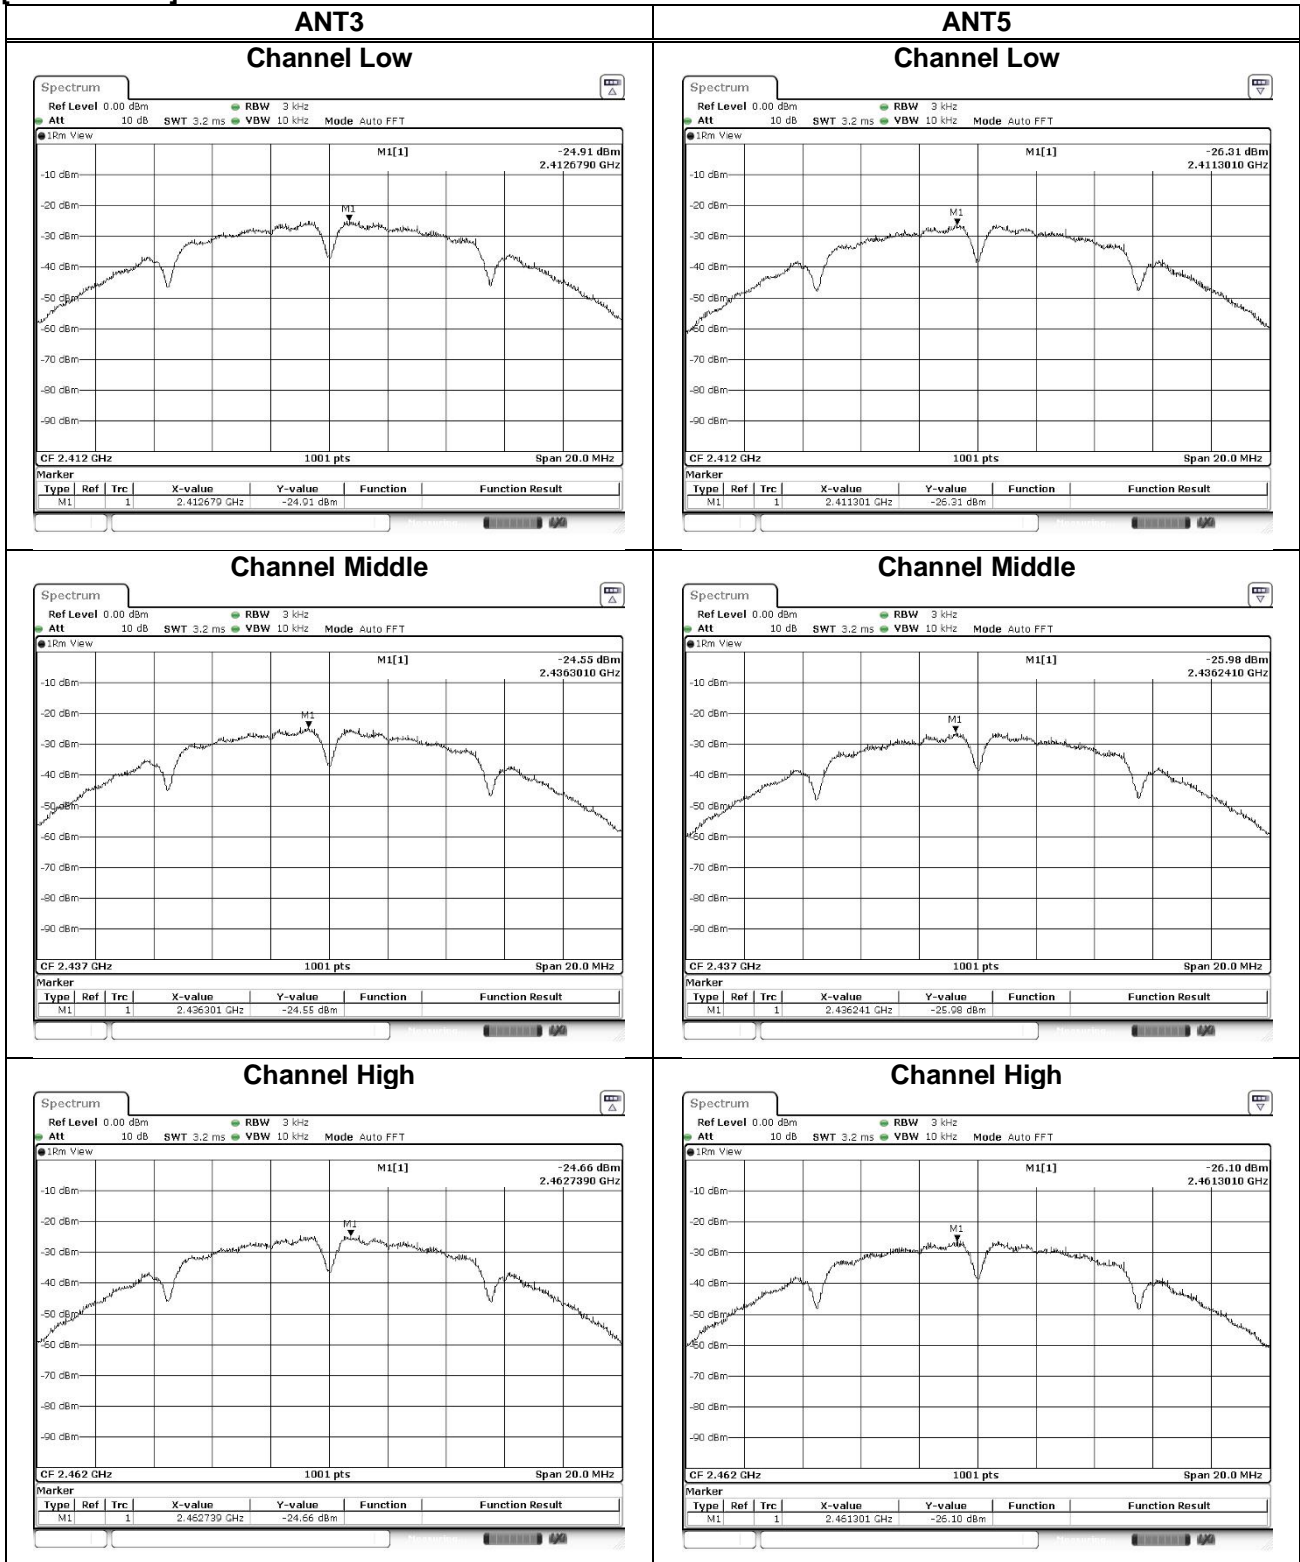 ANT3
ANT5
Channel Low
Spectrum
Ref Level 0.00 dBm RBW 3 kHz
Att 10 dB SWT 3.2 ms VBW 10 kHz Mode Auto FFT
1Rm View
M1[1] -24.91 dBm
2.4126790 GHz
-10 dBm
-20 dBm
M1
-30 dBm
-40 dBm
-50 dBm
-60 dBm
-70 dBm
-80 dBm
-90 dBm
CF 2.412 GHz 1001 pts Span 20.0 MHz
Marker
Type Ref Trc X-value Y-value Function Function Result
M1 1 2.412679 GHz -24.91 dBm
Channel Low
Spectrum
Ref Level 0.00 dBm RBW 3 kHz
Att 10 dB SWT 3.2 ms VBW 10 kHz Mode Auto FFT
1Rm View
M1[1] -26.31 dBm
2.4113010 GHz
-10 dBm
-20 dBm
M1
-30 dBm
-40 dBm
-50 dBm
-60 dBm
-70 dBm
-80 dBm
-90 dBm
CF 2.412 GHz 1001 pts Span 20.0 MHz
Marker
Type Ref Trc X-value Y-value Function Function Result
M1 1 2.411301 GHz -26.31 dBm
Channel Middle
Spectrum
Ref Level 0.00 dBm RBW 3 kHz
Att 10 dB SWT 3.2 ms VBW 10 kHz Mode Auto FFT
1Rm View
M1[1] -24.55 dBm
2.4363010 GHz
-10 dBm
-20 dBm
M1
-30 dBm
-40 dBm
-50 dBm
-60 dBm
-70 dBm
-80 dBm
-90 dBm
CF 2.437 GHz 1001 pts Span 20.0 MHz
Marker
Type Ref Trc X-value Y-value Function Function Result
M1 1 2.436301 GHz -24.55 dBm
Channel Middle
Spectrum
Ref Level 0.00 dBm RBW 3 kHz
Att 10 dB SWT 3.2 ms VBW 10 kHz Mode Auto FFT
1Rm View
M1[1] -25.98 dBm
2.4362410 GHz
-10 dBm
-20 dBm
M1
-30 dBm
-40 dBm
-50 dBm
-60 dBm
-70 dBm
-80 dBm
-90 dBm
CF 2.437 GHz 1001 pts Span 20.0 MHz
Marker
Type Ref Trc X-value Y-value Function Function Result
M1 1 2.436241 GHz -25.98 dBm
Channel High
Spectrum
Ref Level 0.00 dBm RBW 3 kHz
Att 10 dB SWT 3.2 ms VBW 10 kHz Mode Auto FFT
1Rm View
M1[1] -24.66 dBm
2.4627390 GHz
-10 dBm
-20 dBm
M1
-30 dBm
-40 dBm
-50 dBm
-60 dBm
-70 dBm
-80 dBm
-90 dBm
CF 2.462 GHz 1001 pts Span 20.0 MHz
Marker
Type Ref Trc X-value Y-value Function Function Result
M1 1 2.462739 GHz -24.66 dBm
Channel High
Spectrum
Ref Level 0.00 dBm RBW 3 kHz
Att 10 dB SWT 3.2 ms VBW 10 kHz Mode Auto FFT
1Rm View
M1[1] -26.10 dBm
2.4613010 GHz
-10 dBm
-20 dBm
M1
-30 dBm
-40 dBm
-50 dBm
-60 dBm
-70 dBm
-80 dBm
-90 dBm
CF 2.462 GHz 1001 pts Span 20.0 MHz
Marker
Type Ref Trc X-value Y-value Function Function Result
M1 1 2.461301 GHz -26.10 dBm